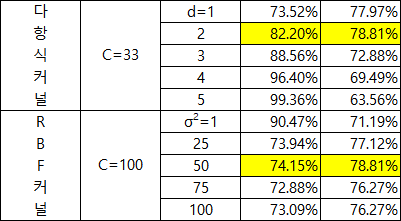 다 d=1 73.52% 77.97%
항 2 82.20% 78.81%
식 C=33 3 88.56% 72.88%
커 4 96.40% 69.49%
널 5 99.36% 63.56%
R σ²=1 90.47% 71.19%
B 25 73.94% 77.12%
F C=100 50 74.15% 78.81%
커 75 72.88% 76.27%
널 100 73.09% 76.27%